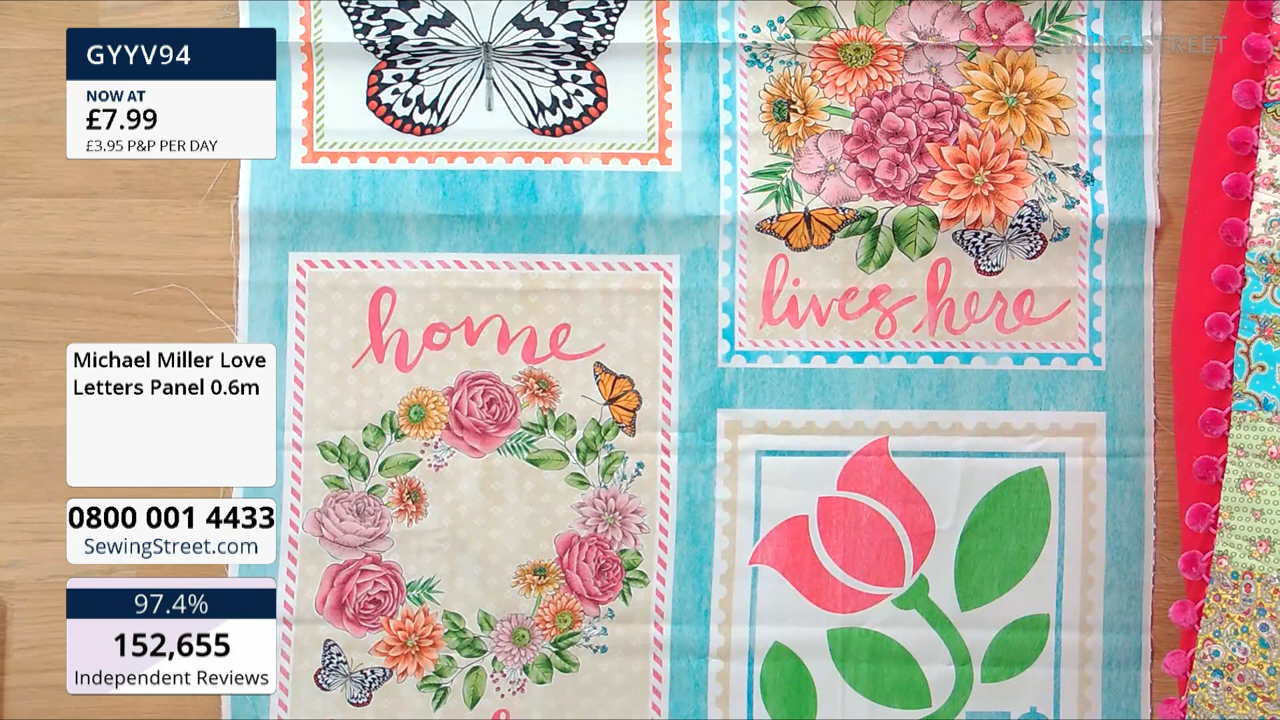 GYYV94
NOW AT
£7.99
£3.95 P&P PER DAY
Michael Miller Love
Letters Panel 0.6m
0800 001 4433
SewingStreet.com
97.4%
152,655
Independent Reviews
SEWING STREET
lives here
home